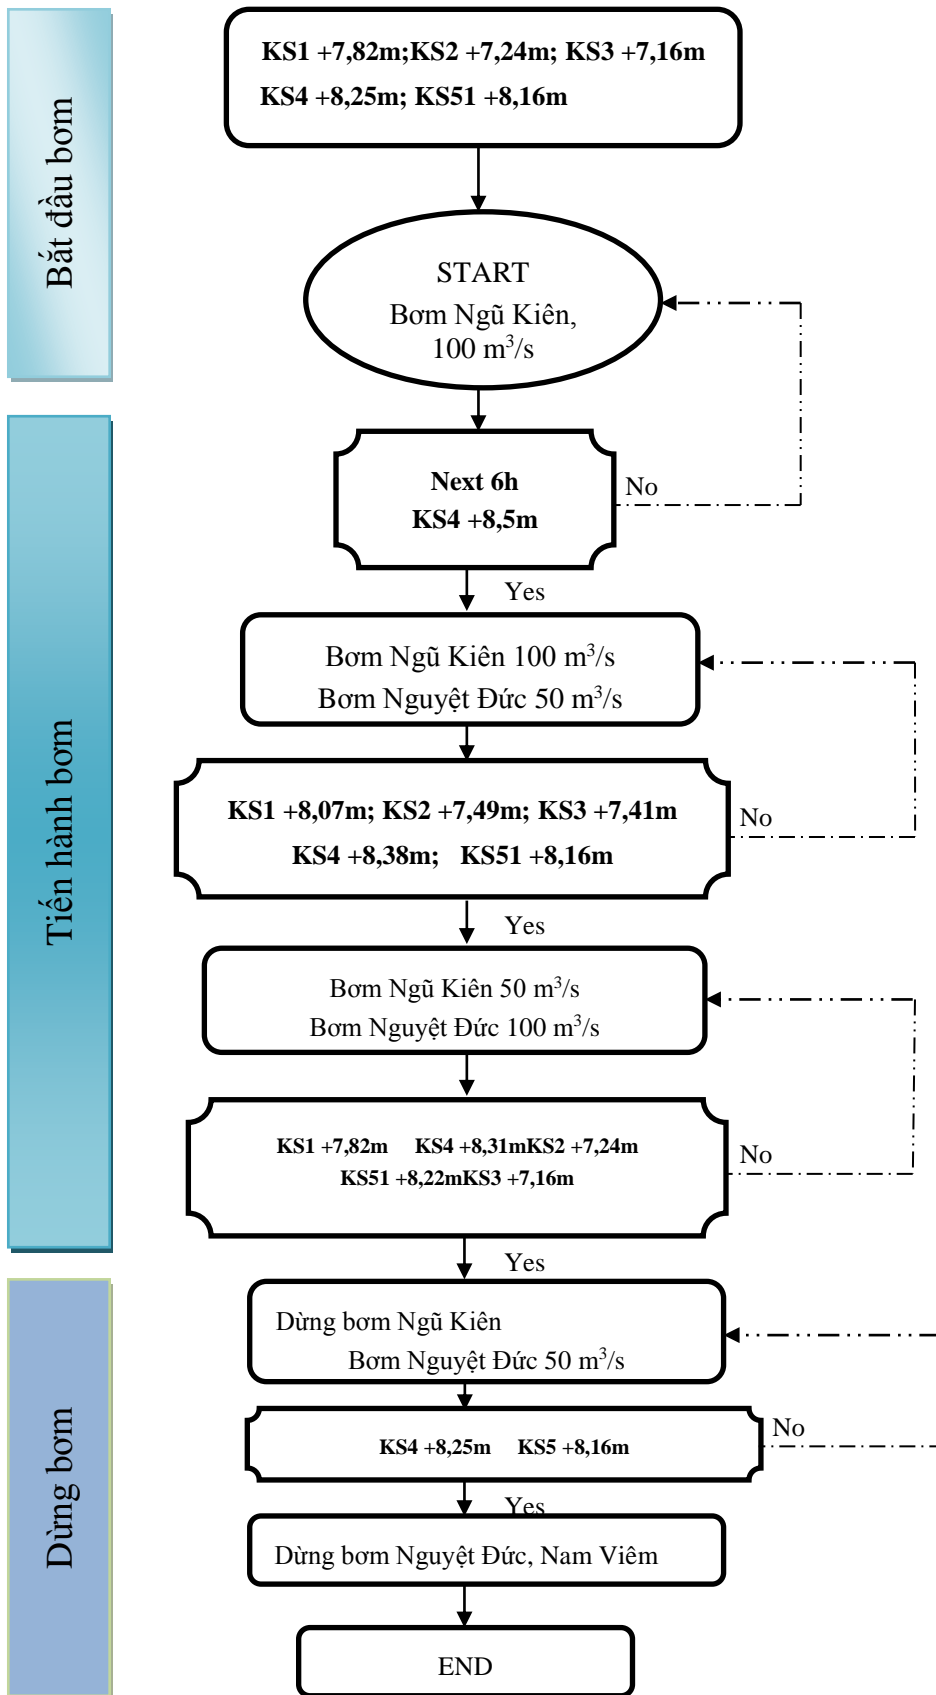 Bắt đầu bơm
KS1 +7,82m;KS2 +7,24m; KS3 +7,16m
KS4 +8,25m; KS51 +8,16m
START
Bơm Ngũ Kiên,
100 m³/s
Tiến hành bơm
Next 6h
KS4 +8,5m
No
Yes
Bơm Ngũ Kiên 100 m³/s
Bơm Nguyệt Đức 50 m³/s
KS1 +8,07m; KS2 +7,49m; KS3 +7,41m
KS4 +8,38m; KS51 +8,16m
No
Yes
Bơm Ngũ Kiên 50 m³/s
Bơm Nguyệt Đức 100 m³/s
KS1 +7,82m KS4 +8,31mKS2 +7,24m
KS51 +8,22mKS3 +7,16m
No
Yes
Dừng bơm
Dừng bơm Ngũ Kiên
Bơm Nguyệt Đức 50 m³/s
KS4 +8,25m KS5 +8,16m
No
Yes
Dừng bơm Nguyệt Đức, Nam Viêm
END